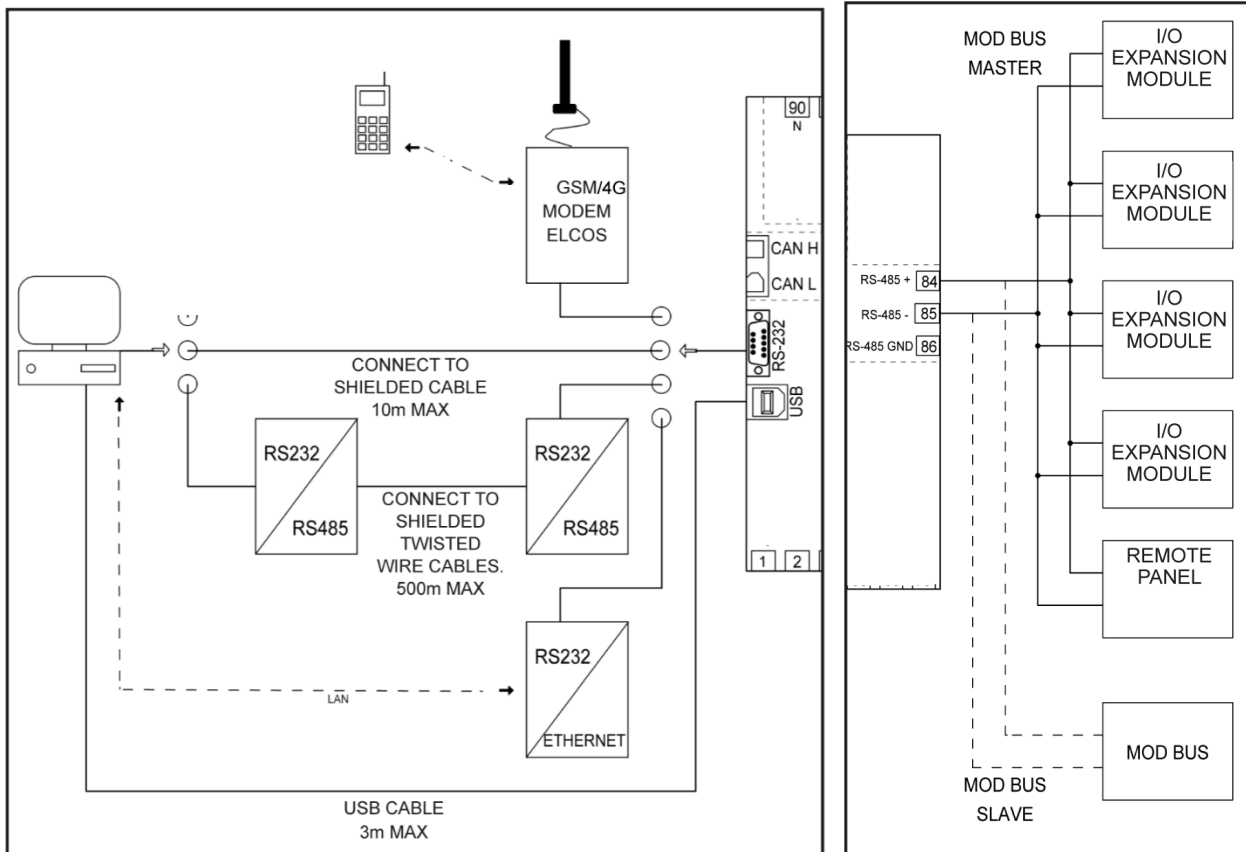 90
N
GSM/4G
MODEM
ELCOS
CAN H
CAN L
RS-232
USB
CONNECT TO
SHIELDED CABLE
10m MAX
RS232
RS485
CONNECT TO
SHIELDED
TWISTED
WIRE CABLES.
500m MAX
RS232
RS485
1
2
RS232
ETHERNET
LAN
USB CABLE
3m MAX
MOD BUS
MASTER
I/O
EXPANSION
MODULE
I/O
EXPANSION
MODULE
RS-485 + 84
RS-485 - 85
RS-485 GND 86
I/O
EXPANSION
MODULE
I/O
EXPANSION
MODULE
REMOTE
PANEL
MOD BUS
MOD BUS
SLAVE